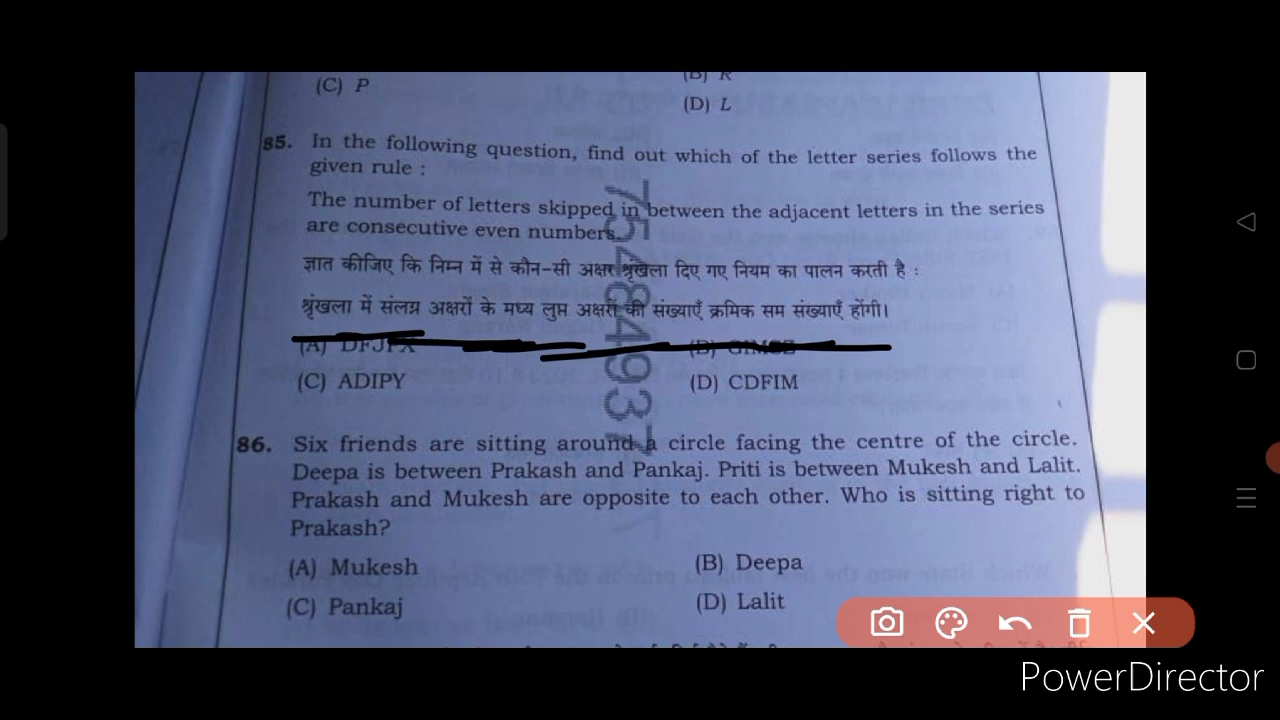 (C) P
(B) R
(D) L
85. In the following question, find out which of the letter series follows the
given rule :
The number of letters skipped in between the adjacent letters in the series
are consecutive even numbers.
ज्ञात कीजिए कि निम्न में से कौन-सी अक्षर श्रृंखला दिए गए नियम का पालन करती है :
श्रृंखला में संलग्न अक्षरों के मध्य लुप्त अक्षरों की संख्याएँ क्रमिक सम संख्याएँ होंगी।
(A) DFJPX
(B)
(C) ADIPY
(D) CDFIM
86. Six friends are sitting around a circle facing the centre of the circle.
Deepa is between Prakash and Pankaj. Priti is between Mukesh and Lalit.
Prakash and Mukesh are opposite to each other. Who is sitting right to
Prakash?
(A) Mukesh
(B) Deepa
(C) Pankaj
(D) Lalit
75484937
PowerDirector